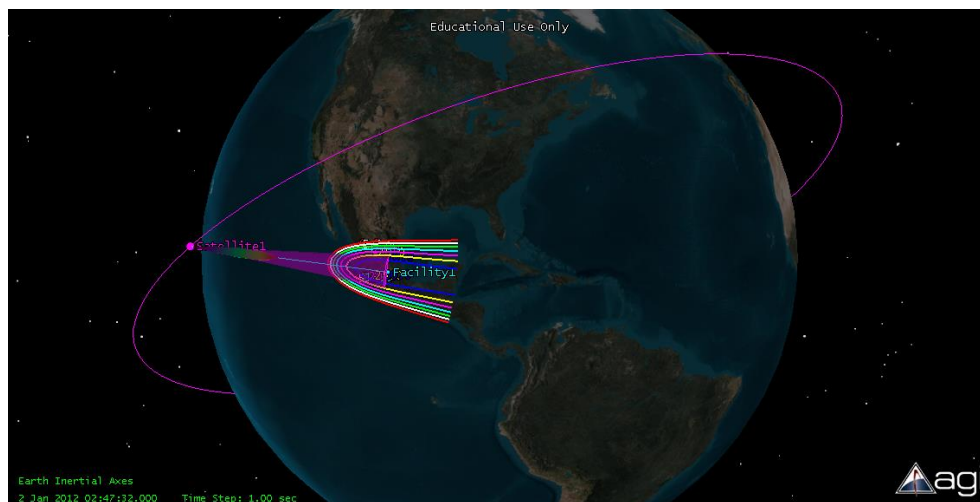 Educational Use Only
Satellite1
Facility1
Earth Inertial Axes
2 Jan 2012 02:47:32.000    Time Step: 1.00 sec
ag